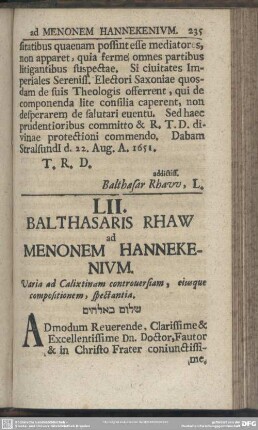 ad MENONEM HANNEKENIVM. 235
sitatibus quaenam possint esse mediatores,
non apparet, quia ferme omnes partibus
litigantibus suspectae, Si ciuitates Im-
periales Sereniss. Electori Saxoniae quos-
dam de suis Theologis offerrent, qui de
componenda lite consilia caperent, non
desperarem de salutari euentu. Sed haec
prudentioribus committo & R. T. D. di-
vinae protectioni commendo. Dabam
Stralsundi d. 22. Aug. A. 1651.
T. R. D.
addictiss.
Balthasar Rhavv, L.
LII.
BALTHASARIS RHAW
ad
MENONEM HANNEKE-
NIVM.
Varia ad Calixtinam controuersiam, eiusque
compositionem, spectantia.
שלום באלהים
ADmodum Reuerende, Clarissime &
Excellentissime Dn. Doctor, Fautor
& in Christo Frater coniunctissi-
me,